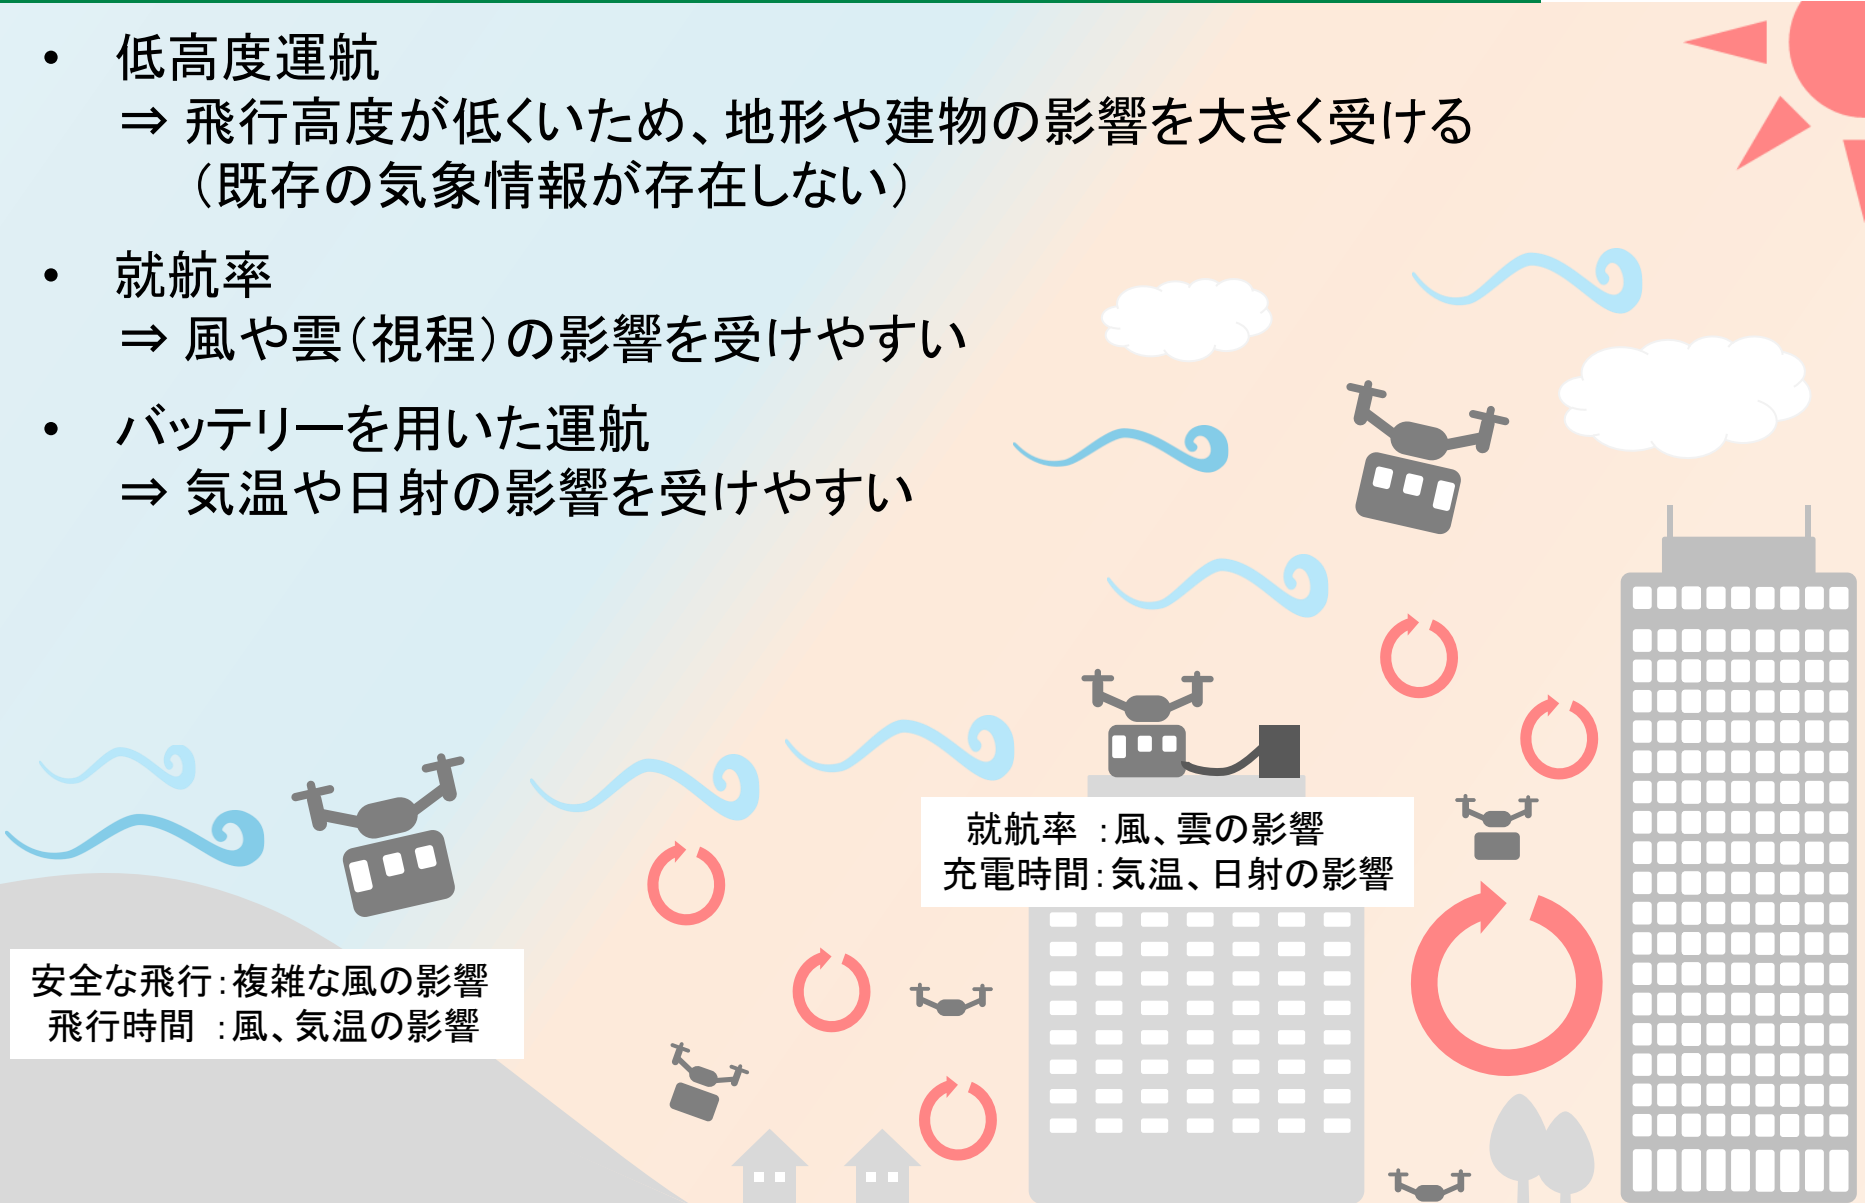 • 低高度運航
⇒ 飛行高度が低くいため、地形や建物の影響を大きく受ける
（既存の気象情報が存在しない）
• 就航率
⇒ 風や雲（視程）の影響を受けやすい
• バッテリーを用いた運航
⇒ 気温や日射の影響を受けやすい
就航率 ：風、雲の影響
充電時間：気温、日射の影響
安全な飛行：複雑な風の影響
飛行時間 ：風、気温の影響